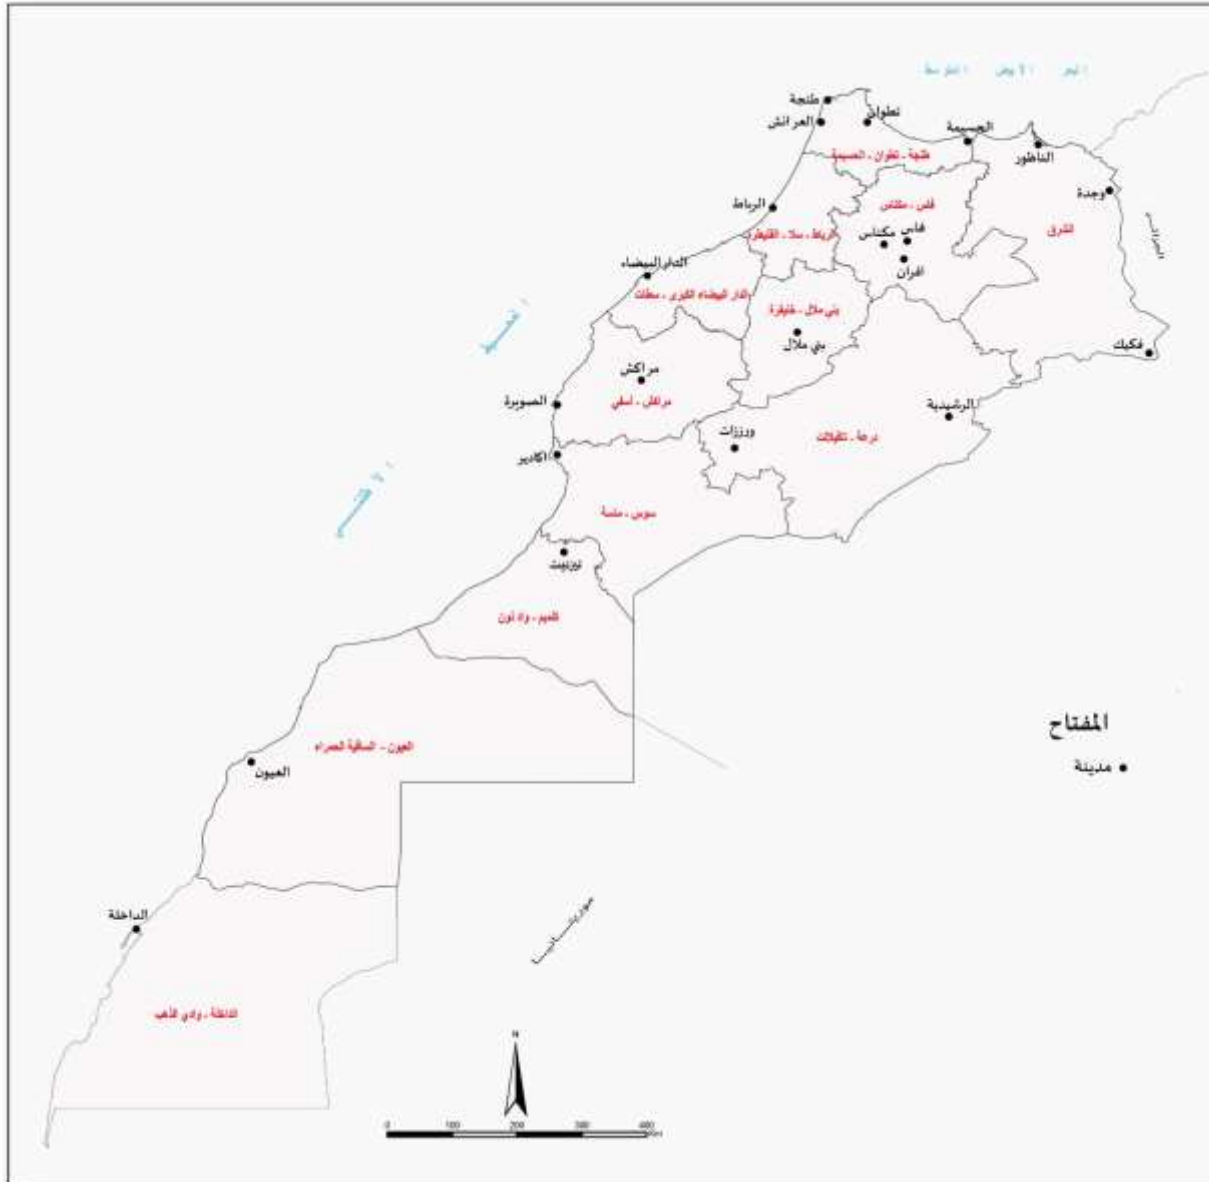 طنجة
تطوان
العرائش
الحسيمة
الناظور
طنجة - تطوان - الحسيمة
وجدة
فاس - مكناس
الرباط
الشرق
الرباط - سلا - القنيطرة
فاس
مكناس
افران
الدار البيضاء
الدار البيضاء الكبرى - سطات
بني ملال - خنيفرة
بني ملال
فكيك
مراكش
مراكش - أسفي
الصويرة
الرشيدية
ورززات
درعة - تافيلالت
اكادير
سوس - ماسة
تيزنيت
كلميم - واد نون
المفتاح
مدينة
العيون - الساقية الحمراء
العيون
الداخلة
موريتـــانيـــا
الداخلة - وادي الذهب
N
0 100 200 300 400